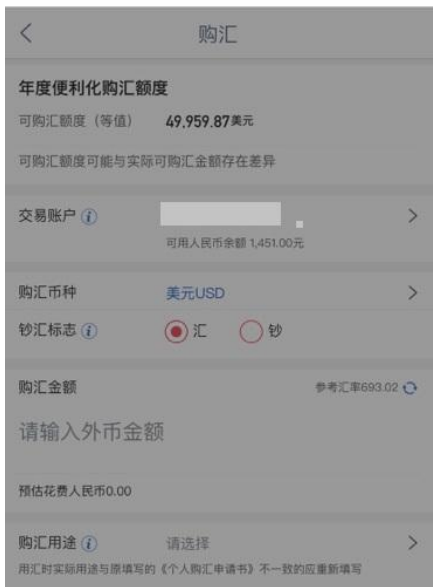 购汇
年度便利化购汇额度
可购汇额度（等值） 49,959.87美元
可购汇额度可能与实际可购汇金额存在差异
交易账户
可用人民币余额 1,451.00元
购汇币种 美元USD
钞汇标志 汇 钞
购汇金额 参考汇率693.02
请输入外币金额
预估花费人民币0.00
购汇用途 请选择
用汇时实际用途与原填写的《个人购汇申请书》不一致的应重新填写